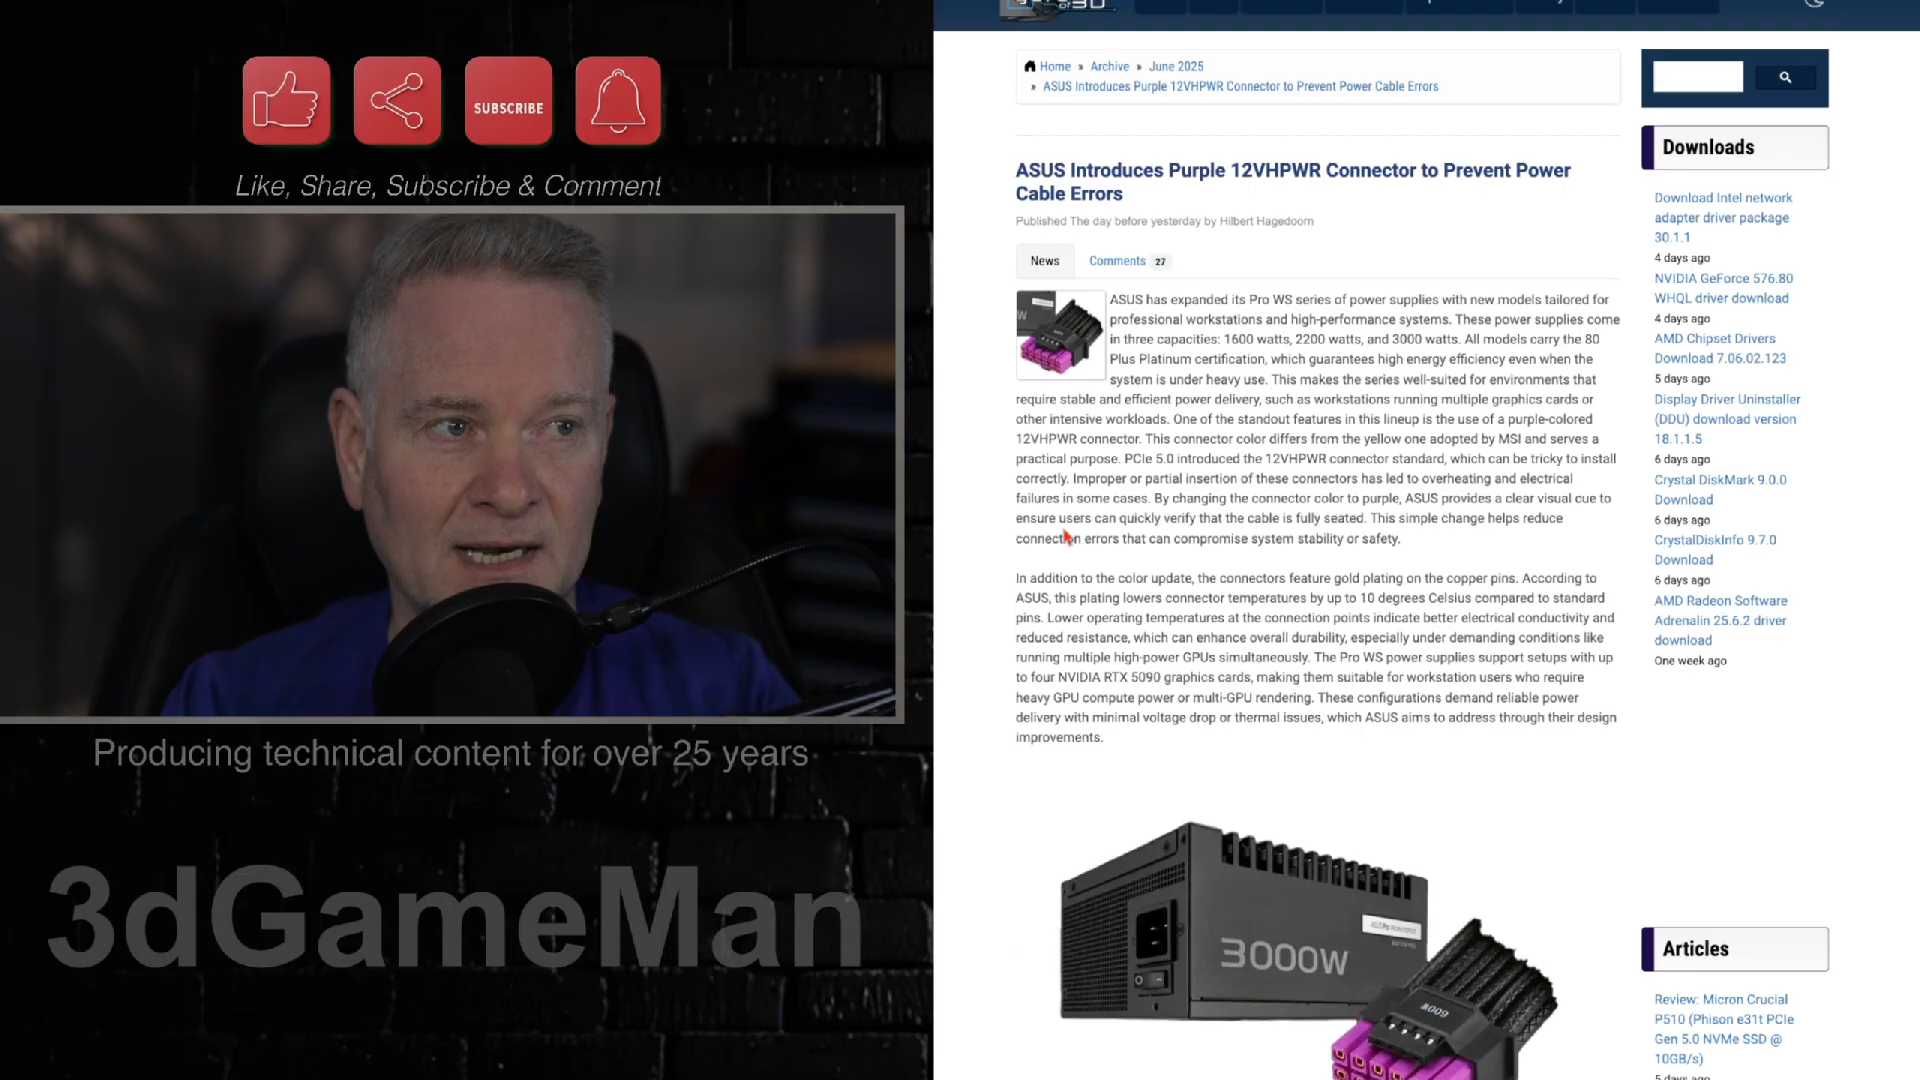 SUBSCRIBE
Like, Share, Subscribe & Comment
Producing technical content for over 25 years
3dGameMan
Home » Archive » June 2025
» ASUS Introduces Purple 12VHPWR Connector to Prevent Power Cable Errors
ASUS Introduces Purple 12VHPWR Connector to Prevent Power
Cable Errors
Published The day before yesterday by Hilbert Hagedoorn
News Comments 27
ASUS has expanded its Pro WS series of power supplies with new models tailored for
professional workstations and high-performance systems. These power supplies come
in three capacities: 1600 watts, 2200 watts, and 3000 watts. All models carry the 80
Plus Platinum certification, which guarantees high energy efficiency even when the
system is under heavy use. This makes the series well-suited for environments that
require stable and efficient power delivery, such as workstations running multiple graphics cards or
other intensive workloads. One of the standout features in this lineup is the use of a purple-colored
12VHPWR connector. This connector color differs from the yellow one adopted by MSI and serves a
practical purpose. PCIe 5.0 introduced the 12VHPWR connector standard, which can be tricky to install
correctly. Improper or partial insertion of these connectors has led to overheating and electrical
failures in some cases. By changing the connector color to purple, ASUS provides a clear visual cue to
ensure users can quickly verify that the cable is fully seated. This simple change helps reduce
connection errors that can compromise system stability or safety.
In addition to the color update, the connectors feature gold plating on the copper pins. According to
ASUS, this plating lowers connector temperatures by up to 10 degrees Celsius compared to standard
pins. Lower operating temperatures at the connection points indicate better electrical conductivity and
reduced resistance, which can enhance overall durability, especially under demanding conditions like
running multiple high-power GPUs simultaneously. The Pro WS power supplies support setups with up
to four NVIDIA RTX 5090 graphics cards, making them suitable for workstation users who require
heavy GPU compute power or multi-GPU rendering. These configurations demand reliable power
delivery with minimal voltage drop or thermal issues, which ASUS aims to address through their design
improvements.
3000W
600W
Downloads
Download Intel network
adapter driver package
30.1.1
4 days ago
NVIDIA GeForce 576.80
WHQL driver download
4 days ago
AMD Chipset Drivers
Download 7.06.02.123
5 days ago
Display Driver Uninstaller
(DDU) download version
18.1.1.5
6 days ago
Crystal DiskMark 9.0.0
Download
6 days ago
CrystalDiskInfo 9.7.0
Download
6 days ago
AMD Radeon Software
Adrenalin 25.6.2 driver
download
One week ago
Articles
Review: Micron Crucial
P510 (Phison e31t PCIe
Gen 5.0 NVMe SSD @
10GB/s)
5 days ago